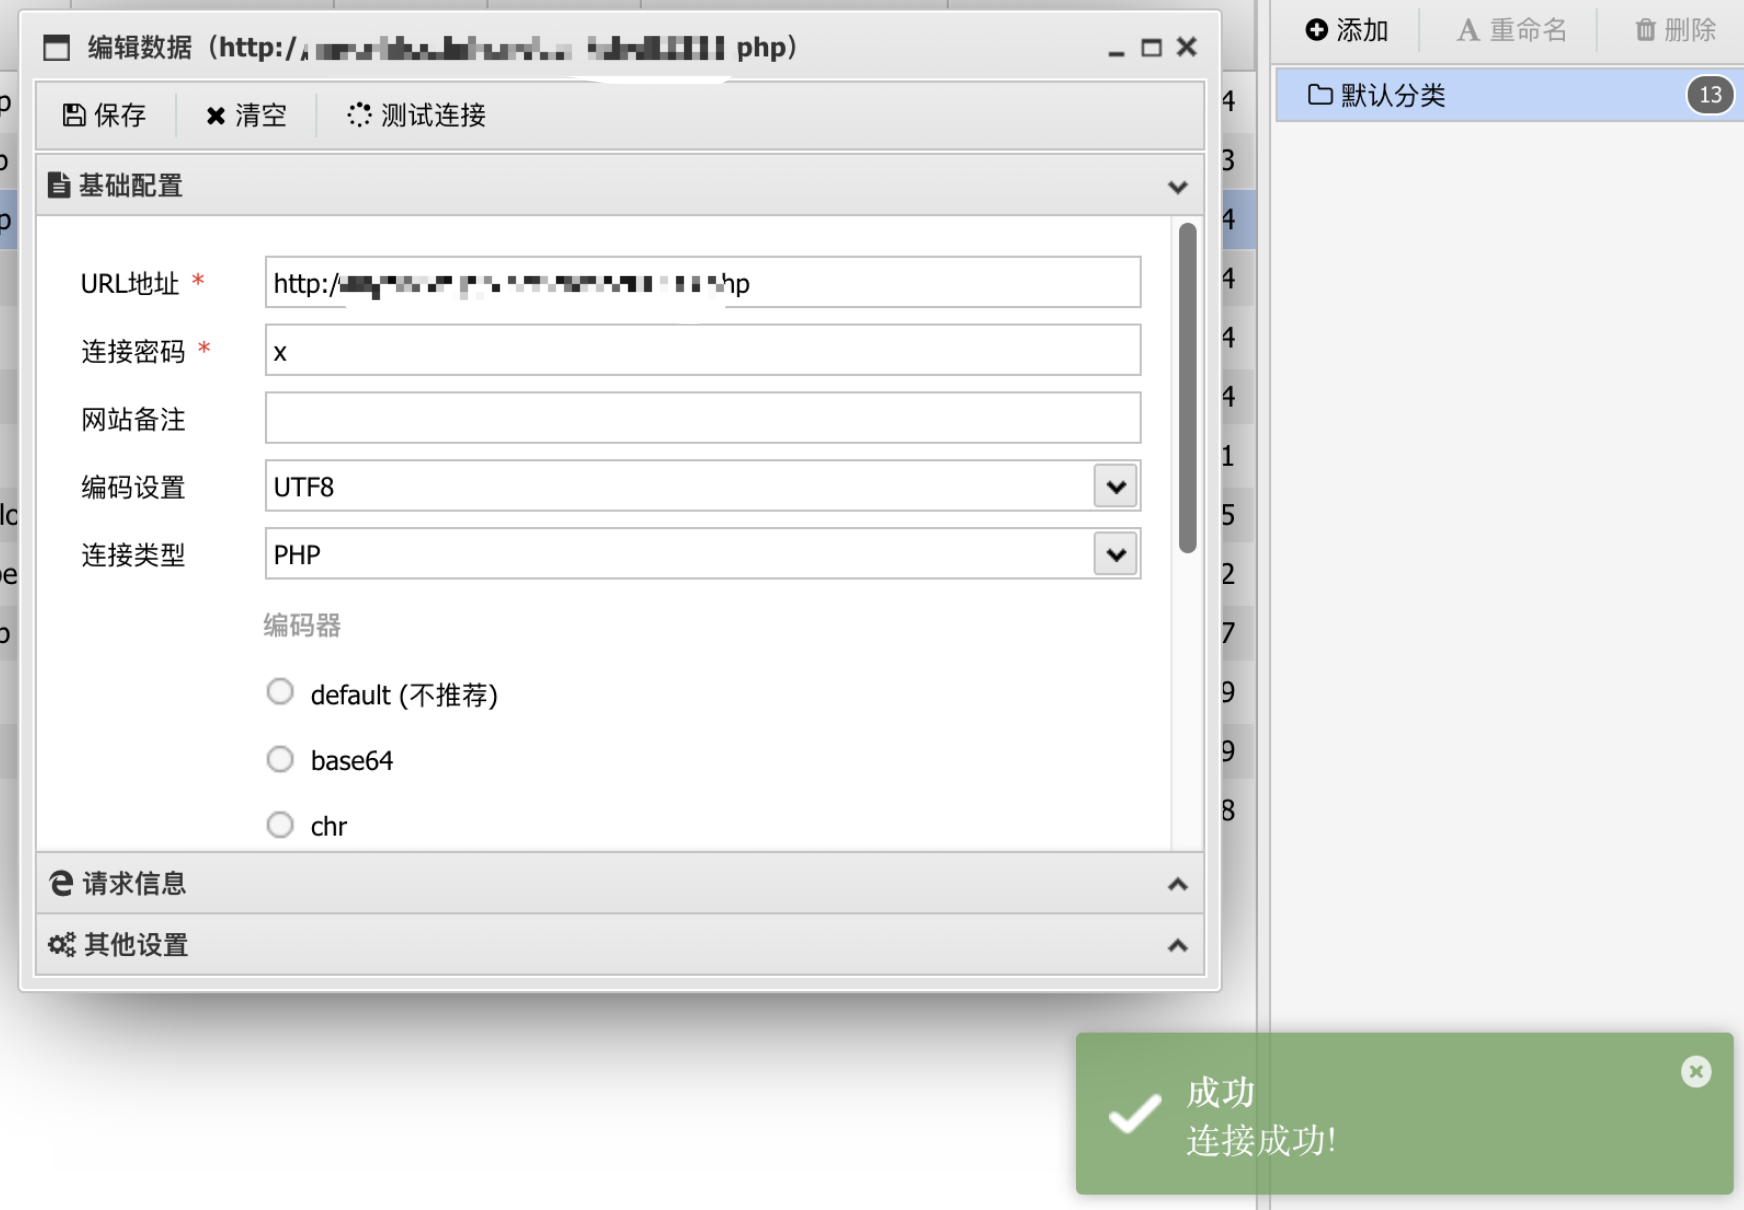 编辑数据（http:/ php）
保存
清空
测试连接
基础配置
URL地址 *
http:/ hp
连接密码 *
x
网站备注
编码设置
UTF8
连接类型
PHP
编码器
default (不推荐)
base64
chr
请求信息
其他设置
p
p
lo
pe
4
3
4
4
4
4
1
5
2
7
9
9
8
添加
重命名
删除
默认分类
13
成功
连接成功!